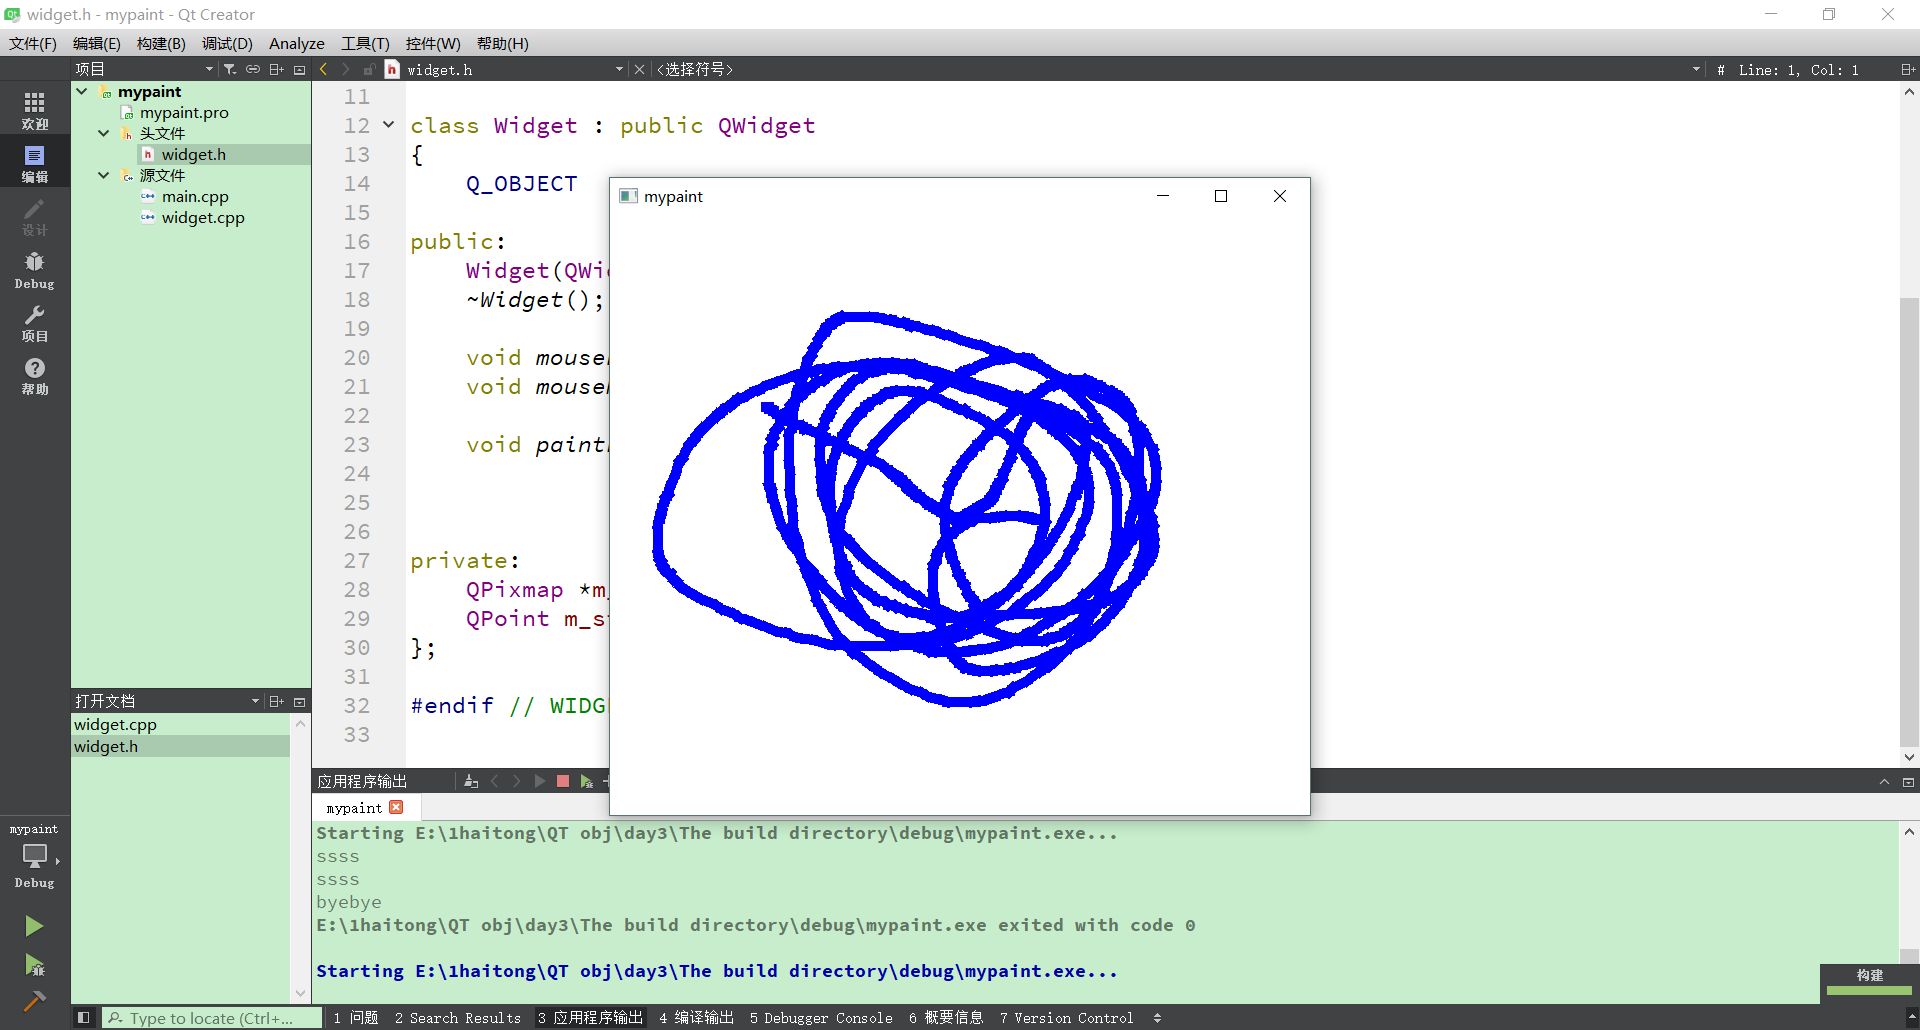 widget.h - mypaint - Qt Creator
文件(F) 编辑(E) 构建(B) 调试(D) Analyze 工具(T) 控件(W) 帮助(H)
项目
widget.h
<选择符号>
# Line: 1, Col: 1
欢迎
编辑
设计
Debug
项目
帮助
mypaint
mypaint.pro
头文件
widget.h
源文件
main.cpp
widget.cpp
11
12 class Widget : public QWidget
13 {
14 Q_OBJECT
15
16 public:
17 Widget(QWi
18 ~Widget();
19
20 void mouse
21 void mouse
22
23 void paint
24
25
26
27 private:
28 QPixmap *m_
29 QPoint m_s
30 };
31
32 #endif // WIDG
33
mypaint
打开文档
widget.cpp
widget.h
应用程序输出
mypaint
Starting E:\1haitong\QT obj\day3\The build directory\debug\mypaint.exe...
ssss
ssss
byebye
E:\1haitong\QT obj\day3\The build directory\debug\mypaint.exe exited with code 0
Starting E:\1haitong\QT obj\day3\The build directory\debug\mypaint.exe...
mypaint
Debug
构建
Type to locate (Ctrl+...
1 问题 2 Search Results 3 应用程序输出 4 编译输出 5 Debugger Console 6 概要信息 7 Version Control